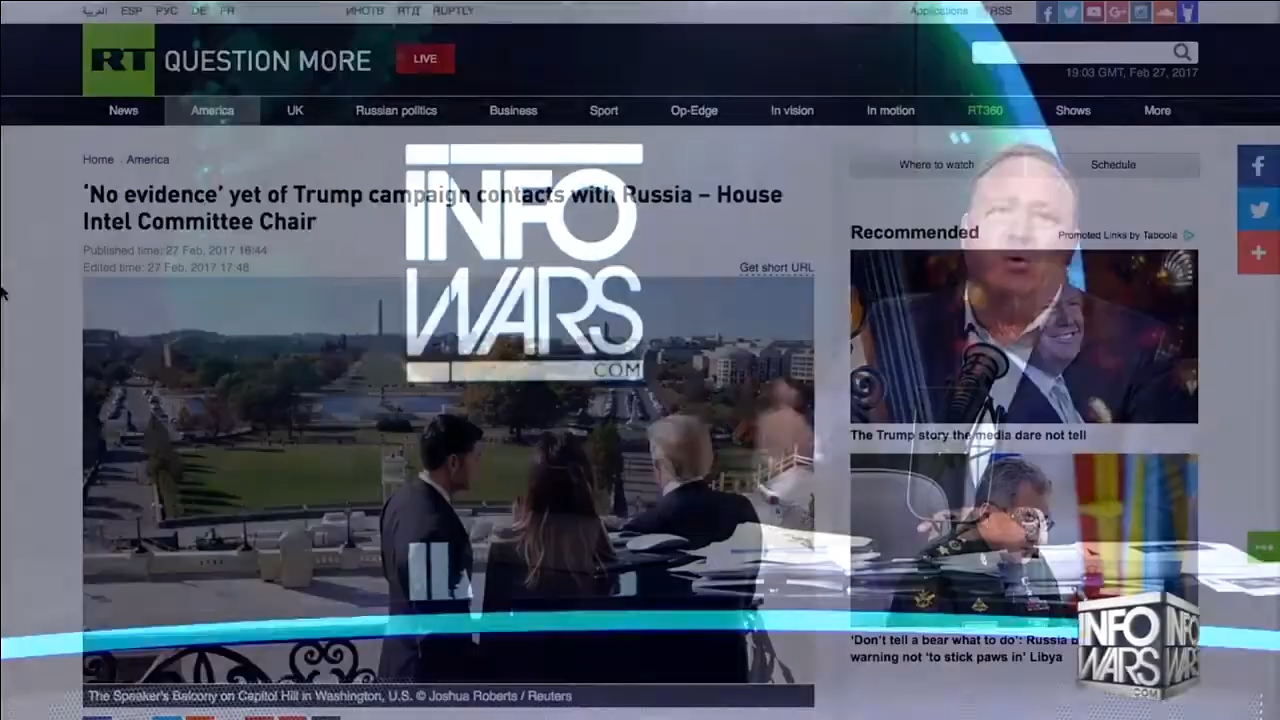 العربية ESP РУС DE FR ИНОТВ RTД RUPTLY Applications RSS
RT QUESTION MORE LIVE
19:03 GMT, Feb 27, 2017
News America UK Russian politics Business Sport Op-Edge In vision In motion RT360 Shows More
Home America
Where to watch Schedule
'No evidence' yet of Trump campaign contacts with Russia – House
Intel Committee Chair
Published time: 27 Feb, 2017 16:44
Edited time: 27 Feb, 2017 17:48
Get short URL
INFO
WARS
.COM
Recommended Promoted Links by Taboola
The Trump story the media dare not tell
'Don't tell a bear what to do': Russia
warning not 'to stick paws in' Libya
INFO
WARS
.COM
INFO
WARS
The Speaker's Balcony on Capitol Hill in Washington, U.S. © Joshua Roberts / Reuters